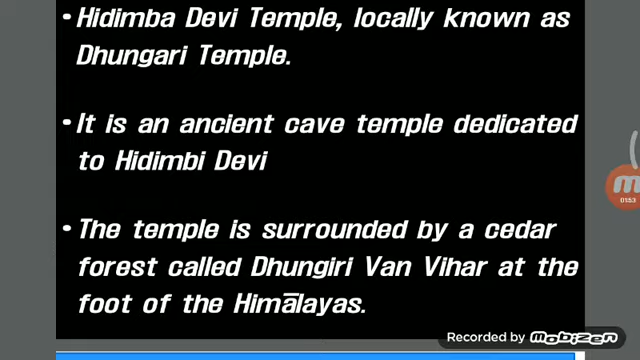 • Hidimba Devi Temple, locally known as
Dhungari Temple.
• It is an ancient cave temple dedicated
to Hidimbi Devi
• The temple is surrounded by a cedar
forest called Dhungiri Van Vihar at the
foot of the Himālayas.
M
01:53
Recorded by mobizen